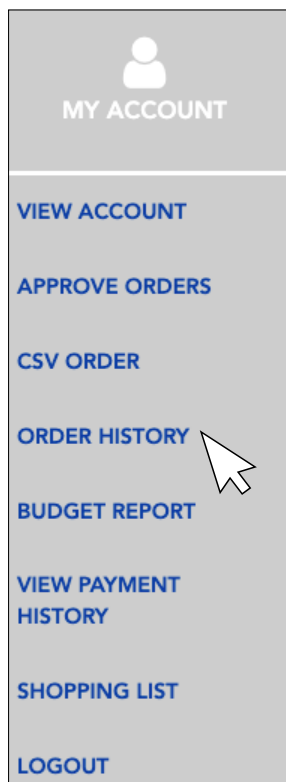 MY ACCOUNT
VIEW ACCOUNT
APPROVE ORDERS
CSV ORDER
ORDER HISTORY
BUDGET REPORT
VIEW PAYMENT
HISTORY
SHOPPING LIST
LOGOUT